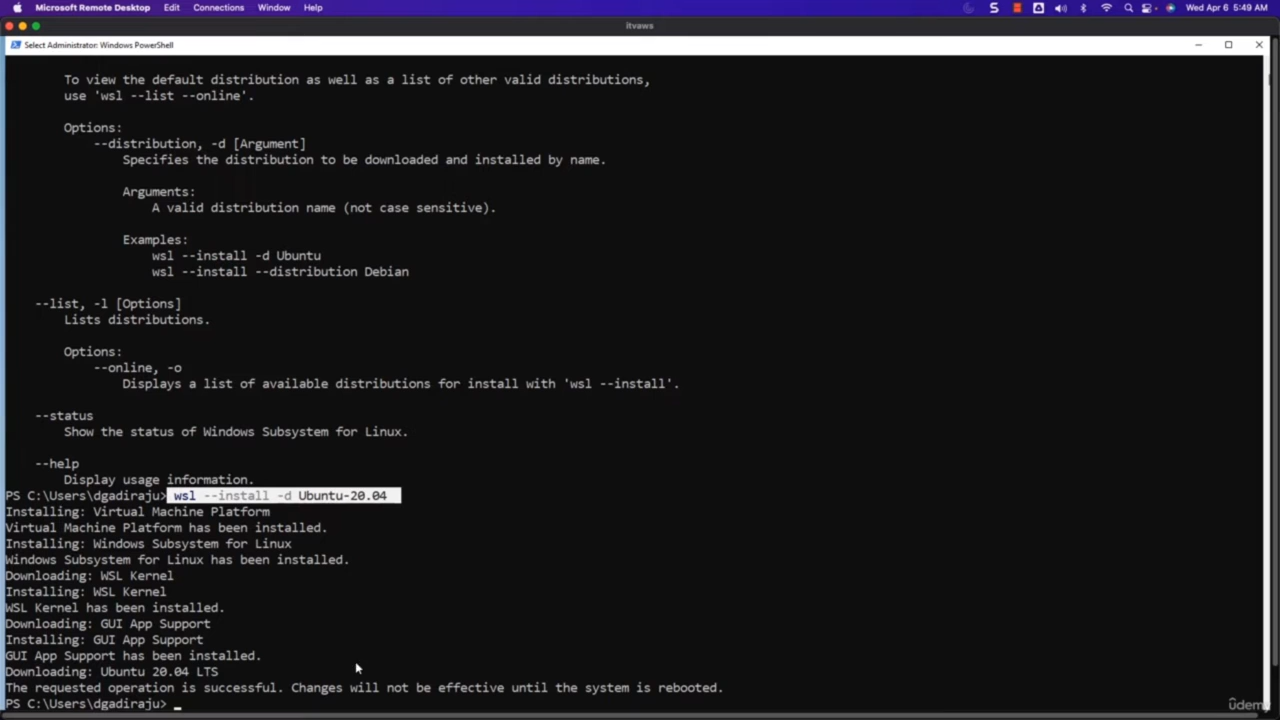 Microsoft Remote Desktop Edit Connections Window Help Wed Apr 6 5:49 AM
itvaws
Select Administrator: Windows PowerShell
To view the default distribution as well as a list of other valid distributions,
use 'wsl --list --online'.
Options:
--distribution, -d [Argument]
Specifies the distribution to be downloaded and installed by name.
Arguments:
A valid distribution name (not case sensitive).
Examples:
wsl --install -d Ubuntu
wsl --install --distribution Debian
--list, -l [Options]
Lists distributions.
Options:
--online, -o
Displays a list of available distributions for install with 'wsl --install'.
--status
Show the status of Windows Subsystem for Linux.
--help
Display usage information.
PS C:\Users\dgadiraju> wsl --install -d Ubuntu-20.04
Installing: Virtual Machine Platform
Virtual Machine Platform has been installed.
Installing: Windows Subsystem for Linux
Windows Subsystem for Linux has been installed.
Downloading: WSL Kernel
Installing: WSL Kernel
WSL Kernel has been installed.
Downloading: GUI App Support
Installing: GUI App Support
GUI App Support has been installed.
Downloading: Ubuntu 20.04 LTS
The requested operation is successful. Changes will not be effective until the system is rebooted.
PS C:\Users\dgadiraju> _
ûdemy